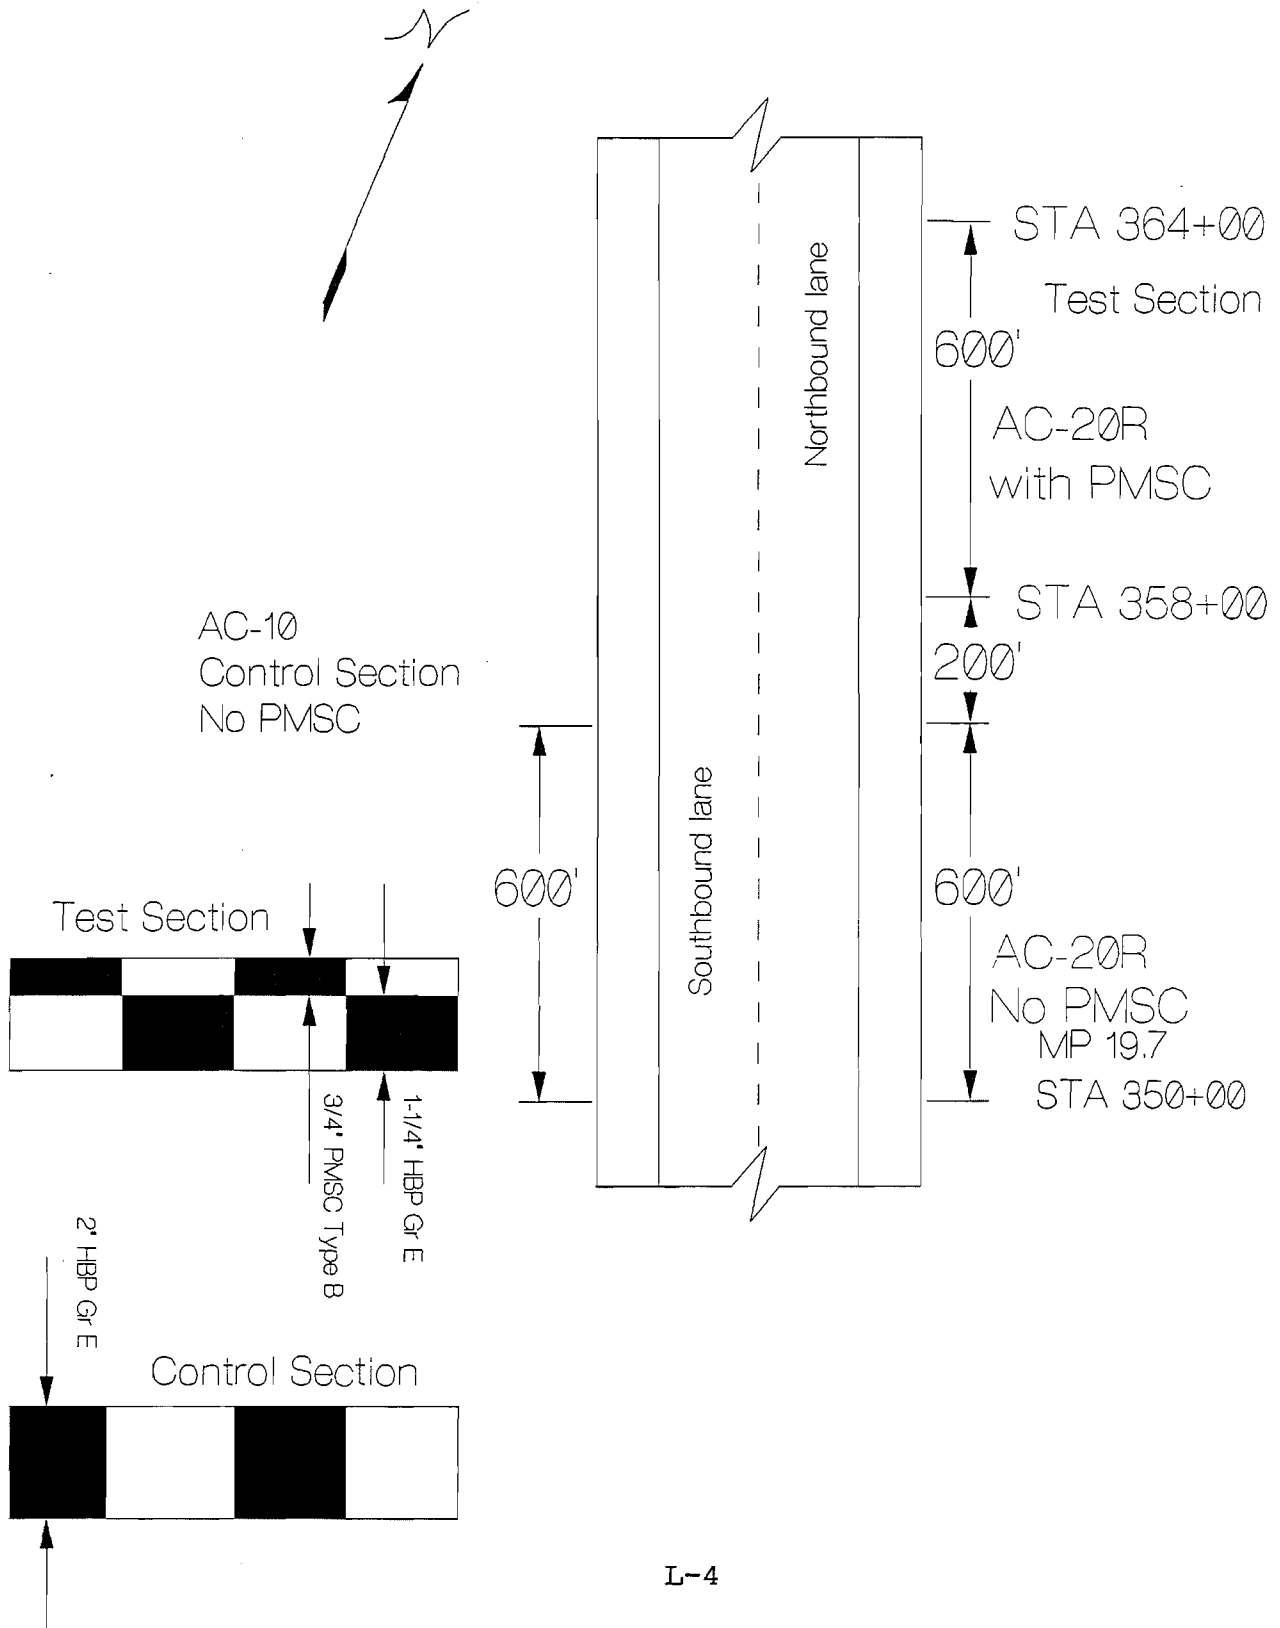 N
STA 364+00
Test Section
600'
AC-20R
with PMSC
STA 358+00
200'
Northbound lane
AC-10
Control Section
No PMSC
600'
Southbound lane
600'
AC-20R
No PMSC
MP 19.7
STA 350+00
Test Section
3/4" PMSC Type B
1-1/4" HBP Gr E
2" HBP Gr E
Control Section
L-4